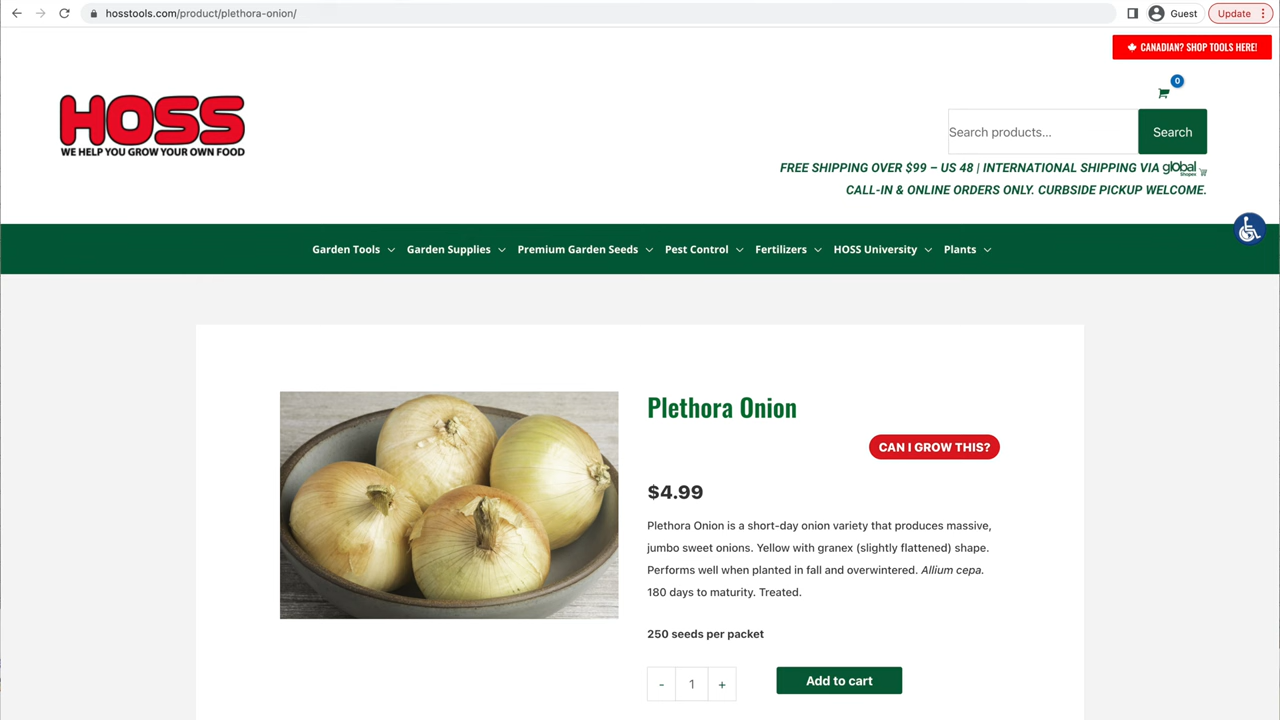 hosstools.com/product/plethora-onion/
Guest
Update
CANADIAN? SHOP TOOLS HERE!
0
HOSS
WE HELP YOU GROW YOUR OWN FOOD
Search products...
Search
FREE SHIPPING OVER $99 – US 48 | INTERNATIONAL SHIPPING VIA global shopex
CALL-IN & ONLINE ORDERS ONLY. CURBSIDE PICKUP WELCOME.
Garden Tools Garden Supplies Premium Garden Seeds Pest Control Fertilizers HOSS University Plants
Plethora Onion
CAN I GROW THIS?
$4.99
Plethora Onion is a short-day onion variety that produces massive,
jumbo sweet onions. Yellow with granex (slightly flattened) shape.
Performs well when planted in fall and overwintered. Allium cepa.
180 days to maturity. Treated.
250 seeds per packet
- 1 +
Add to cart